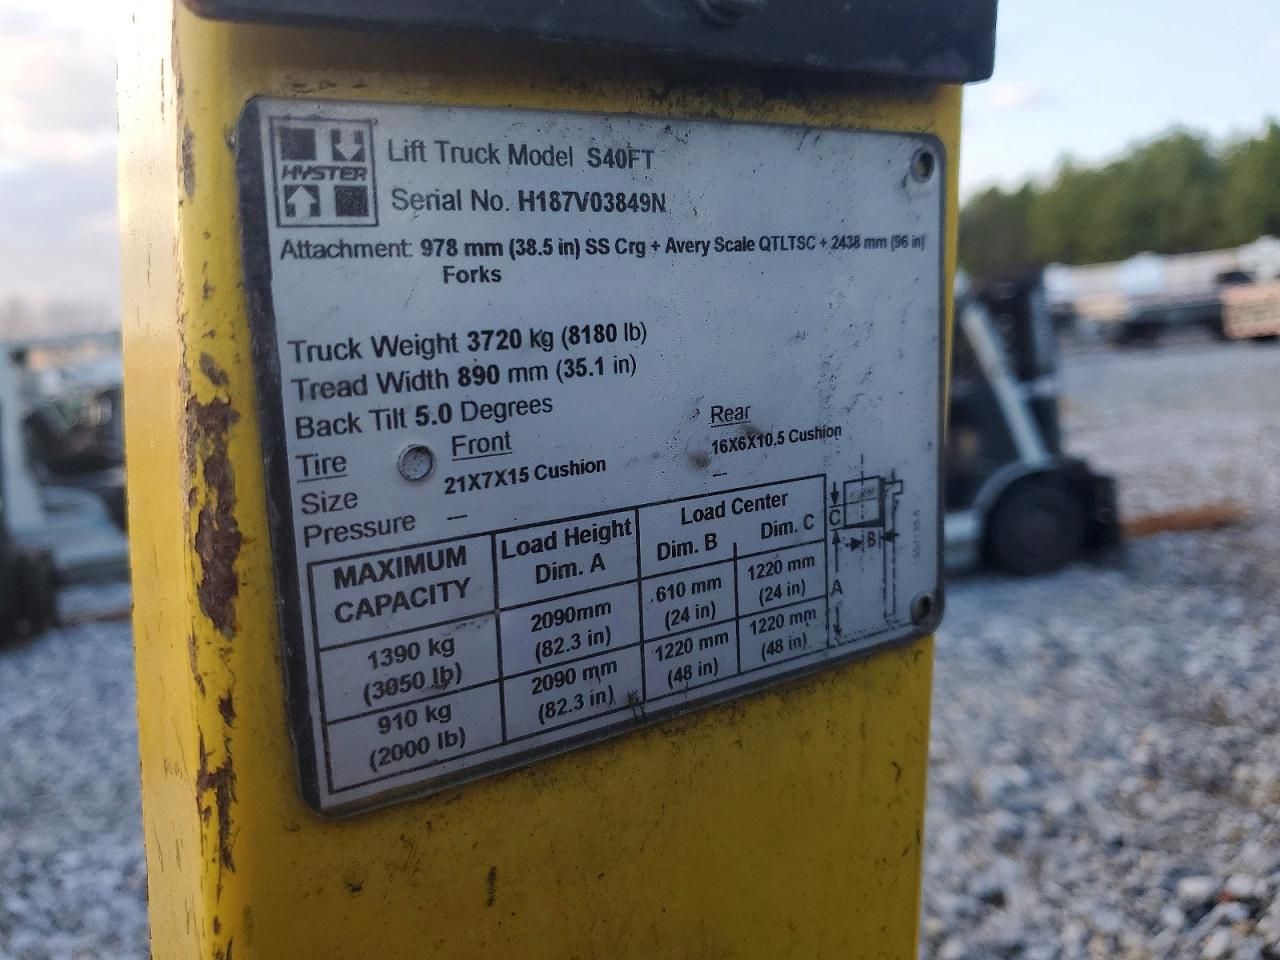 HYSTER
Lift Truck Model S40FT
Serial No. H187V03849N
Attachment: 978 mm (38.5 in) SS Crg + Avery Scale QTLTSC + 2438 mm (96 in)
Forks
Truck Weight 3720 kg (8180 lb)
Tread Width 890 mm (35.1 in)
Back Tilt 5.0 Degrees
Tire Front Rear
Size 21X7X15 Cushion 16X6X10.5 Cushion
Pressure — —
MAXIMUM CAPACITY Load Height Dim. A Load Center Dim. B Dim. C
1390 kg (3050 lb) 2090mm (82.3 in) 610 mm (24 in) 1220 mm (24 in)
910 kg (2000 lb) 2090 mm (82.3 in) 1220 mm (48 in) 1220 mm (48 in)
C
B
A